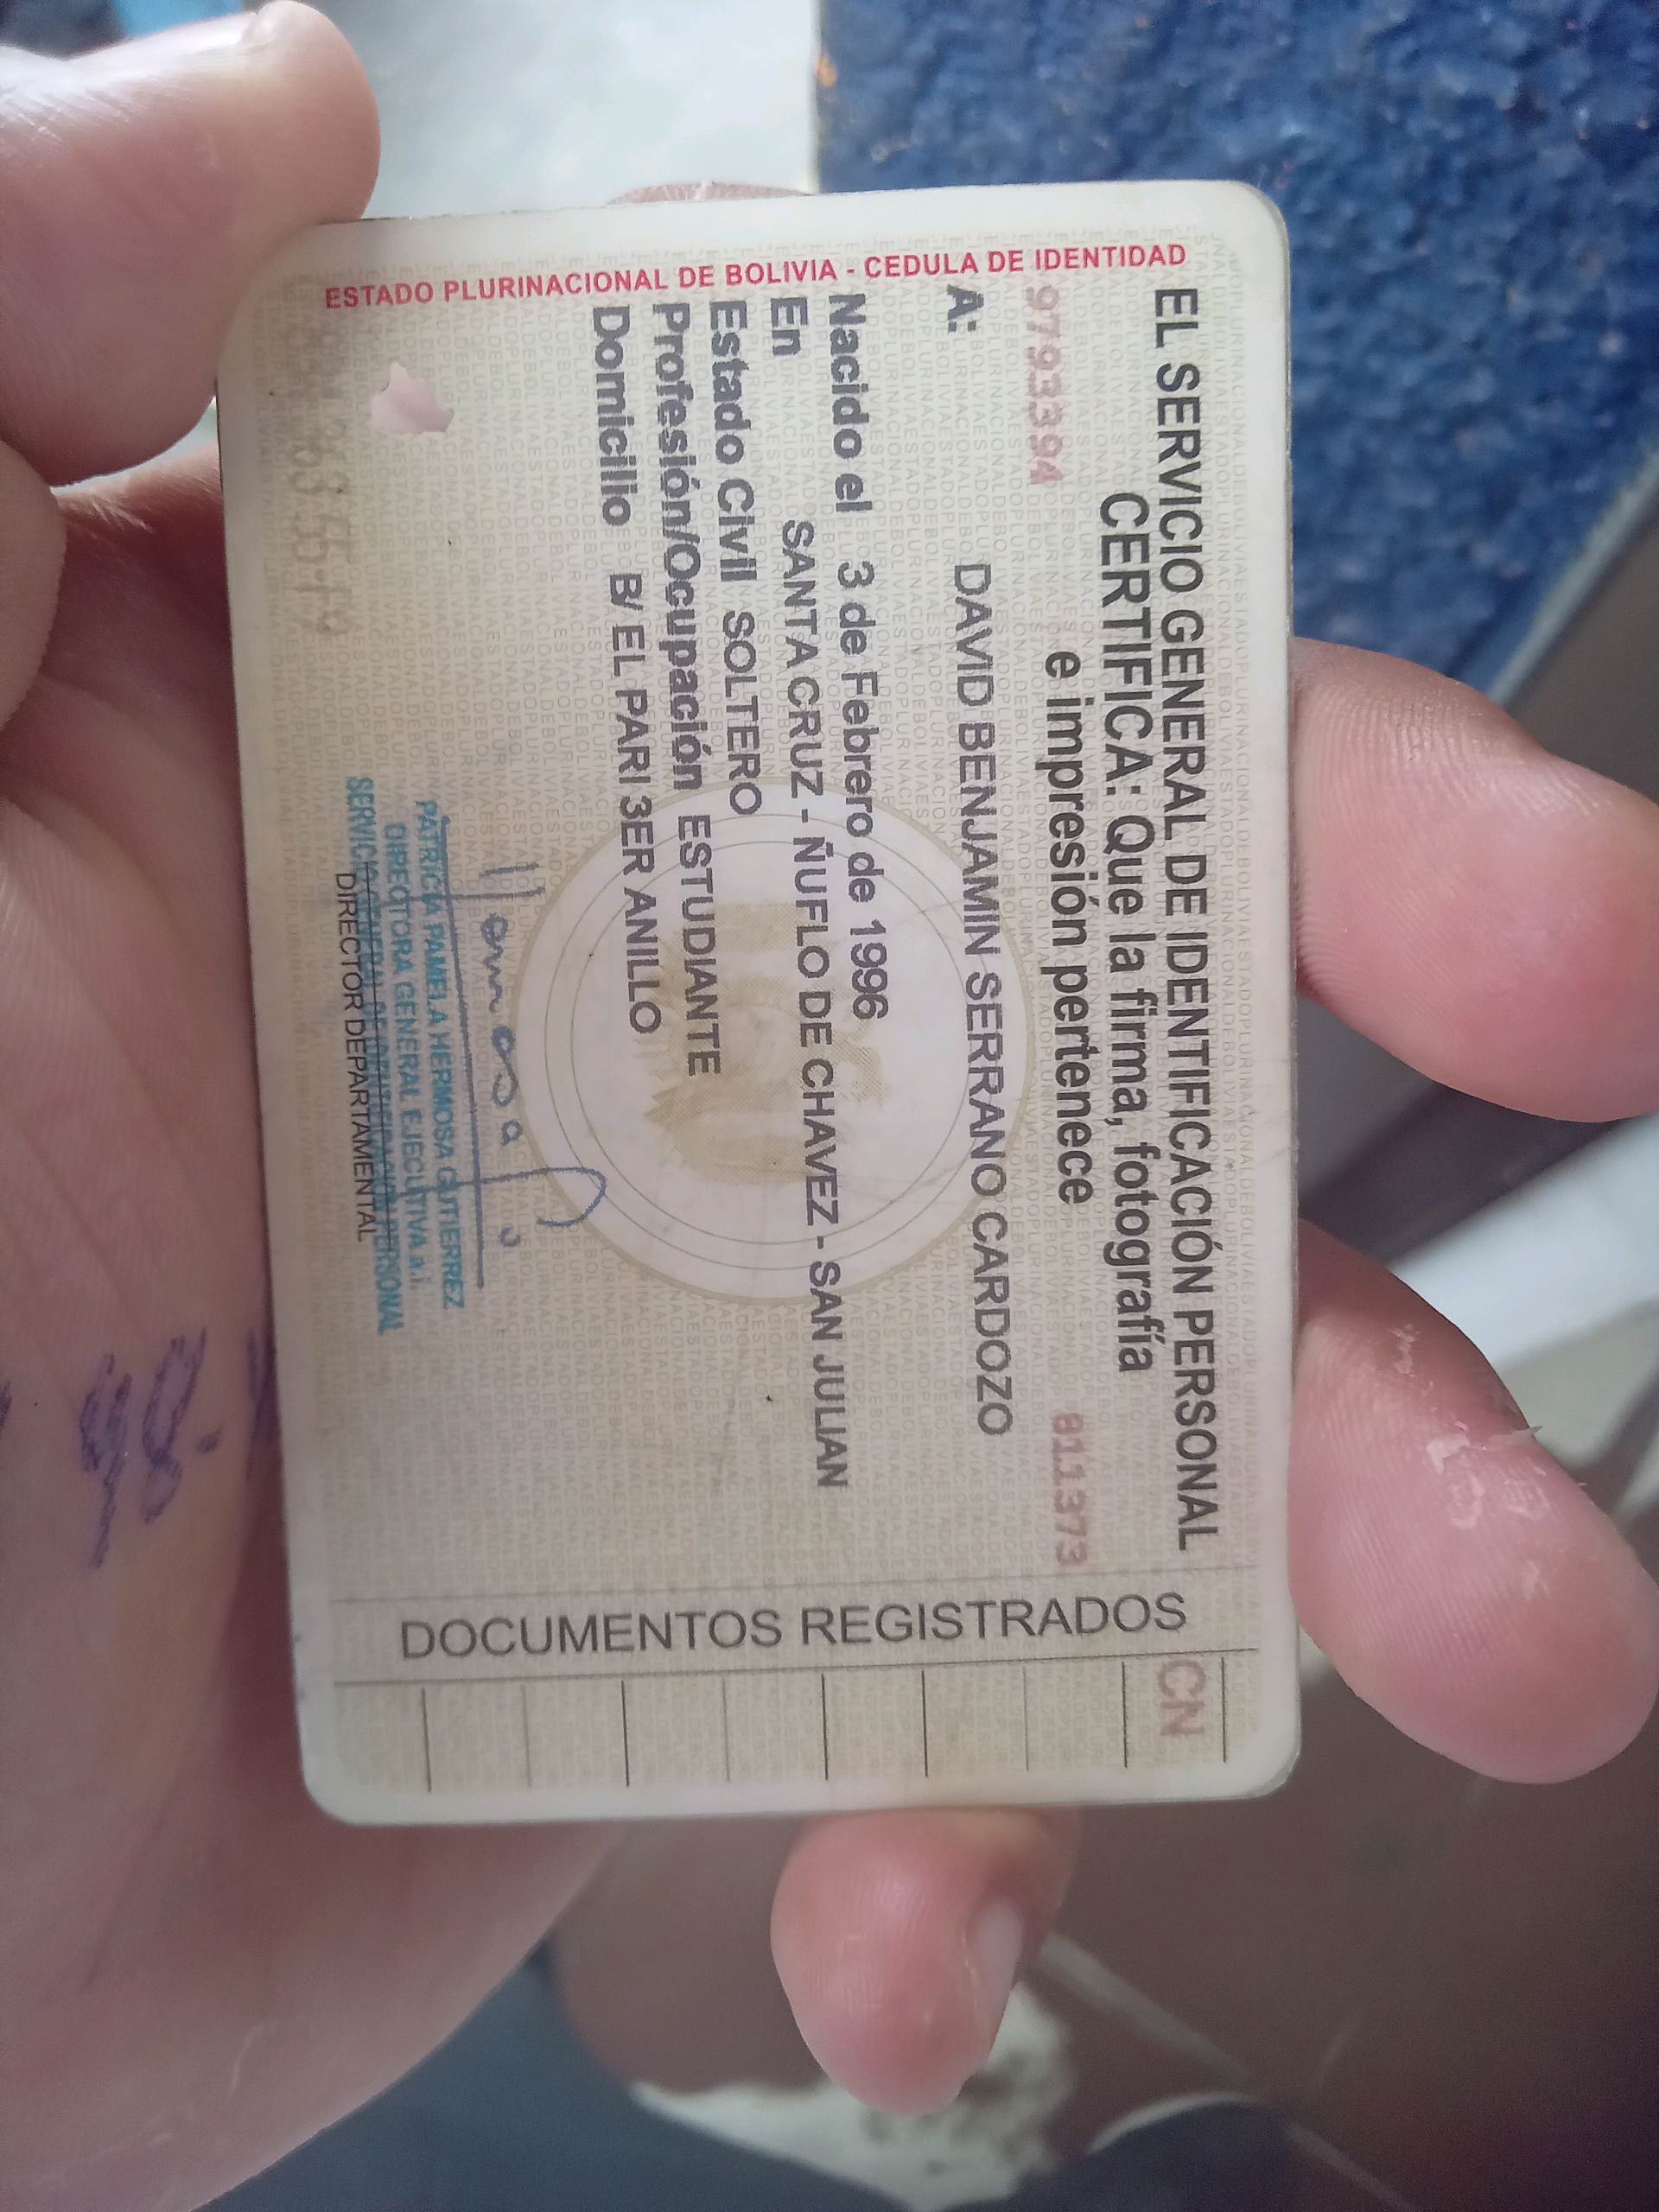 ESTADO PLURINACIONAL DE BOLIVIA - CEDULA DE IDENTIDAD
EL SERVICIO GENERAL DE IDENTIFICACIÓN PERSONAL
CERTIFICA: Que la firma, fotografía
e impresión pertenece
9793394
811373
A: DAVID BENJAMIN SERRANO CARDOZO
Nacido el 3 de Febrero de 1996
En SANTA CRUZ - ÑUFLO DE CHAVEZ - SAN JULIAN
Estado Civil SOLTERO
Profesión/Ocupación ESTUDIANTE
Domicilio B/ EL PARI 3ER ANILLO
PATRICIA PAMELA HERMOSA GUTIERREZ
DIRECTORA GENERAL EJECUTIVA a.i.
SERVICIO GENERAL DE IDENTIFICACION PERSONAL
DIRECTOR DEPARTAMENTAL
DOCUMENTOS REGISTRADOS
CN